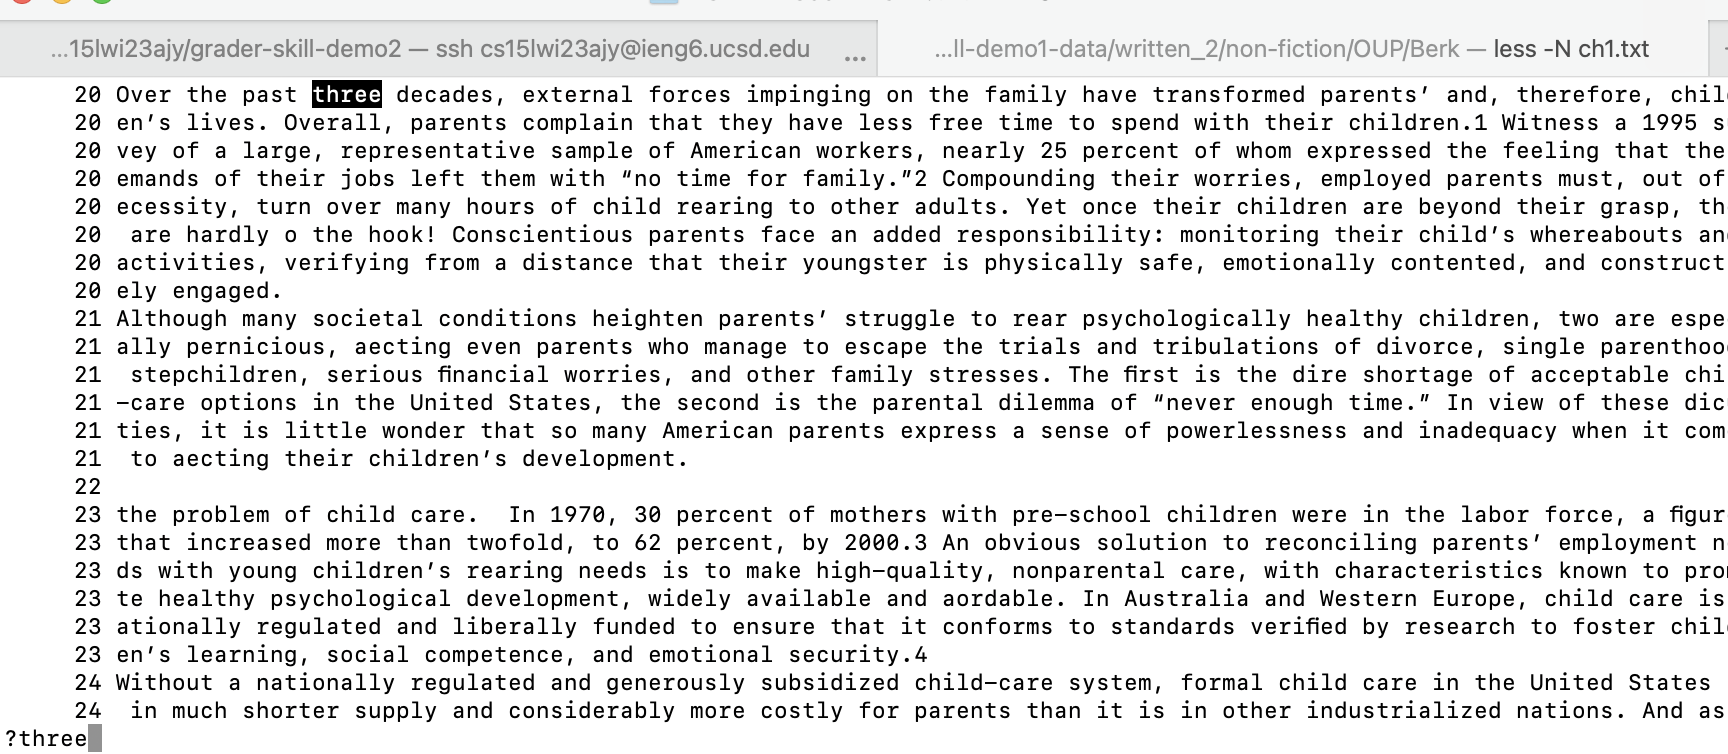 ...15lwi23ajy/grader-skill-demo2 — ssh cs15lwi23ajy@ieng6.ucsd.edu ... ...ll-demo1-data/written_2/non-fiction/OUP/Berk — less -N ch1.txt
20 Over the past three decades, external forces impinging on the family have transformed parents’ and, therefore, chil
20 en’s lives. Overall, parents complain that they have less free time to spend with their children.1 Witness a 1995 s
20 vey of a large, representative sample of American workers, nearly 25 percent of whom expressed the feeling that the
20 emands of their jobs left them with “no time for family.”2 Compounding their worries, employed parents must, out of
20 ecessity, turn over many hours of child rearing to other adults. Yet once their children are beyond their grasp, th
20 are hardly o the hook! Conscientious parents face an added responsibility: monitoring their child’s whereabouts an
20 activities, verifying from a distance that their youngster is physically safe, emotionally contented, and construct
20 ely engaged.
21 Although many societal conditions heighten parents’ struggle to rear psychologically healthy children, two are espe
21 ally pernicious, aecting even parents who manage to escape the trials and tribulations of divorce, single parenthoo
21 stepchildren, serious financial worries, and other family stresses. The first is the dire shortage of acceptable chi
21 –care options in the United States, the second is the parental dilemma of “never enough time.” In view of these dic
21 ties, it is little wonder that so many American parents express a sense of powerlessness and inadequacy when it com
21 to aecting their children’s development.
22
23 the problem of child care.  In 1970, 30 percent of mothers with pre–school children were in the labor force, a figur
23 that increased more than twofold, to 62 percent, by 2000.3 An obvious solution to reconciling parents’ employment n
23 ds with young children’s rearing needs is to make high–quality, nonparental care, with characteristics known to pro
23 te healthy psychological development, widely available and aordable. In Australia and Western Europe, child care is
23 ationally regulated and liberally funded to ensure that it conforms to standards verified by research to foster chil
23 en’s learning, social competence, and emotional security.4
24 Without a nationally regulated and generously subsidized child–care system, formal child care in the United States
24 in much shorter supply and considerably more costly for parents than it is in other industrialized nations. And as
?three